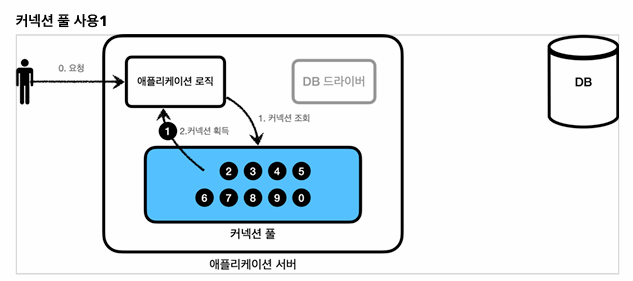 커넥션 풀 사용1
0. 요청
애플리케이션 로직
DB 드라이버
DB
1. 커넥션 조회
1
2.커넥션 획득
2 3 4 5
6 7 8 9 0
커넥션 풀
애플리케이션 서버